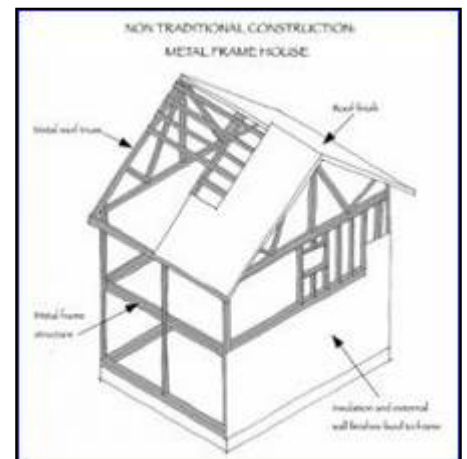 NON TRADITIONAL CONSTRUCTION:
METAL FRAME HOUSE
Roof finish
Metal roof truss
Metal frame
structure
Insulation and external
wall finishes fixed to frame